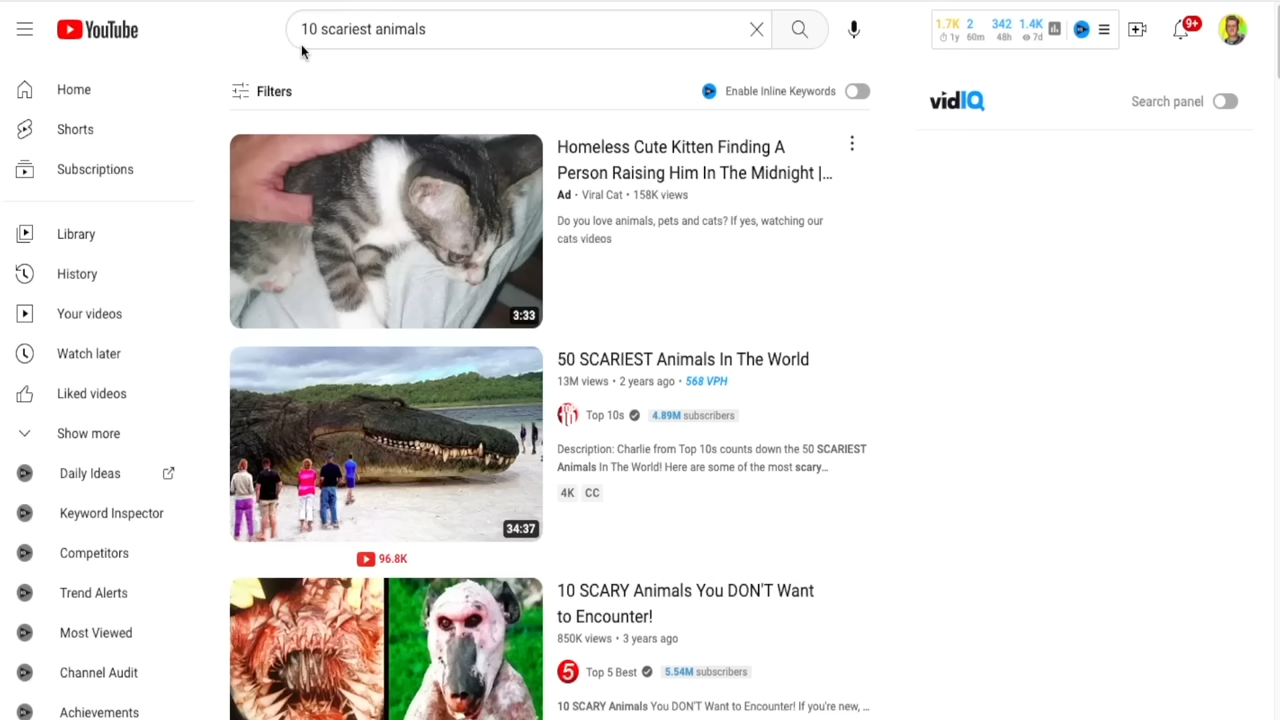 YouTube
10 scariest animals
1.7K 2 342 1.4K
1y 60m 48h 7d
9+
Home
Shorts
Subscriptions
Library
History
Your videos
Watch later
Liked videos
Show more
Daily Ideas
Keyword Inspector
Competitors
Trend Alerts
Most Viewed
Channel Audit
Achievements
Filters
Enable Inline Keywords
3:33
Homeless Cute Kitten Finding A
Person Raising Him In The Midnight |...
Ad · Viral Cat · 158K views
Do you love animals, pets and cats? If yes, watching our
cats videos
34:37
96.8K
50 SCARIEST Animals In The World
13M views · 2 years ago · 568 VPH
Top 10s 4.89M subscribers
Description: Charlie from Top 10s counts down the 50 SCARIEST
Animals In The World! Here are some of the most scary...
4K CC
10 SCARY Animals You DON'T Want
to Encounter!
850K views · 3 years ago
5 Top 5 Best 5.54M subscribers
10 SCARY Animals You DON'T Want to Encounter! If you're new, ...
vidIQ
Search panel